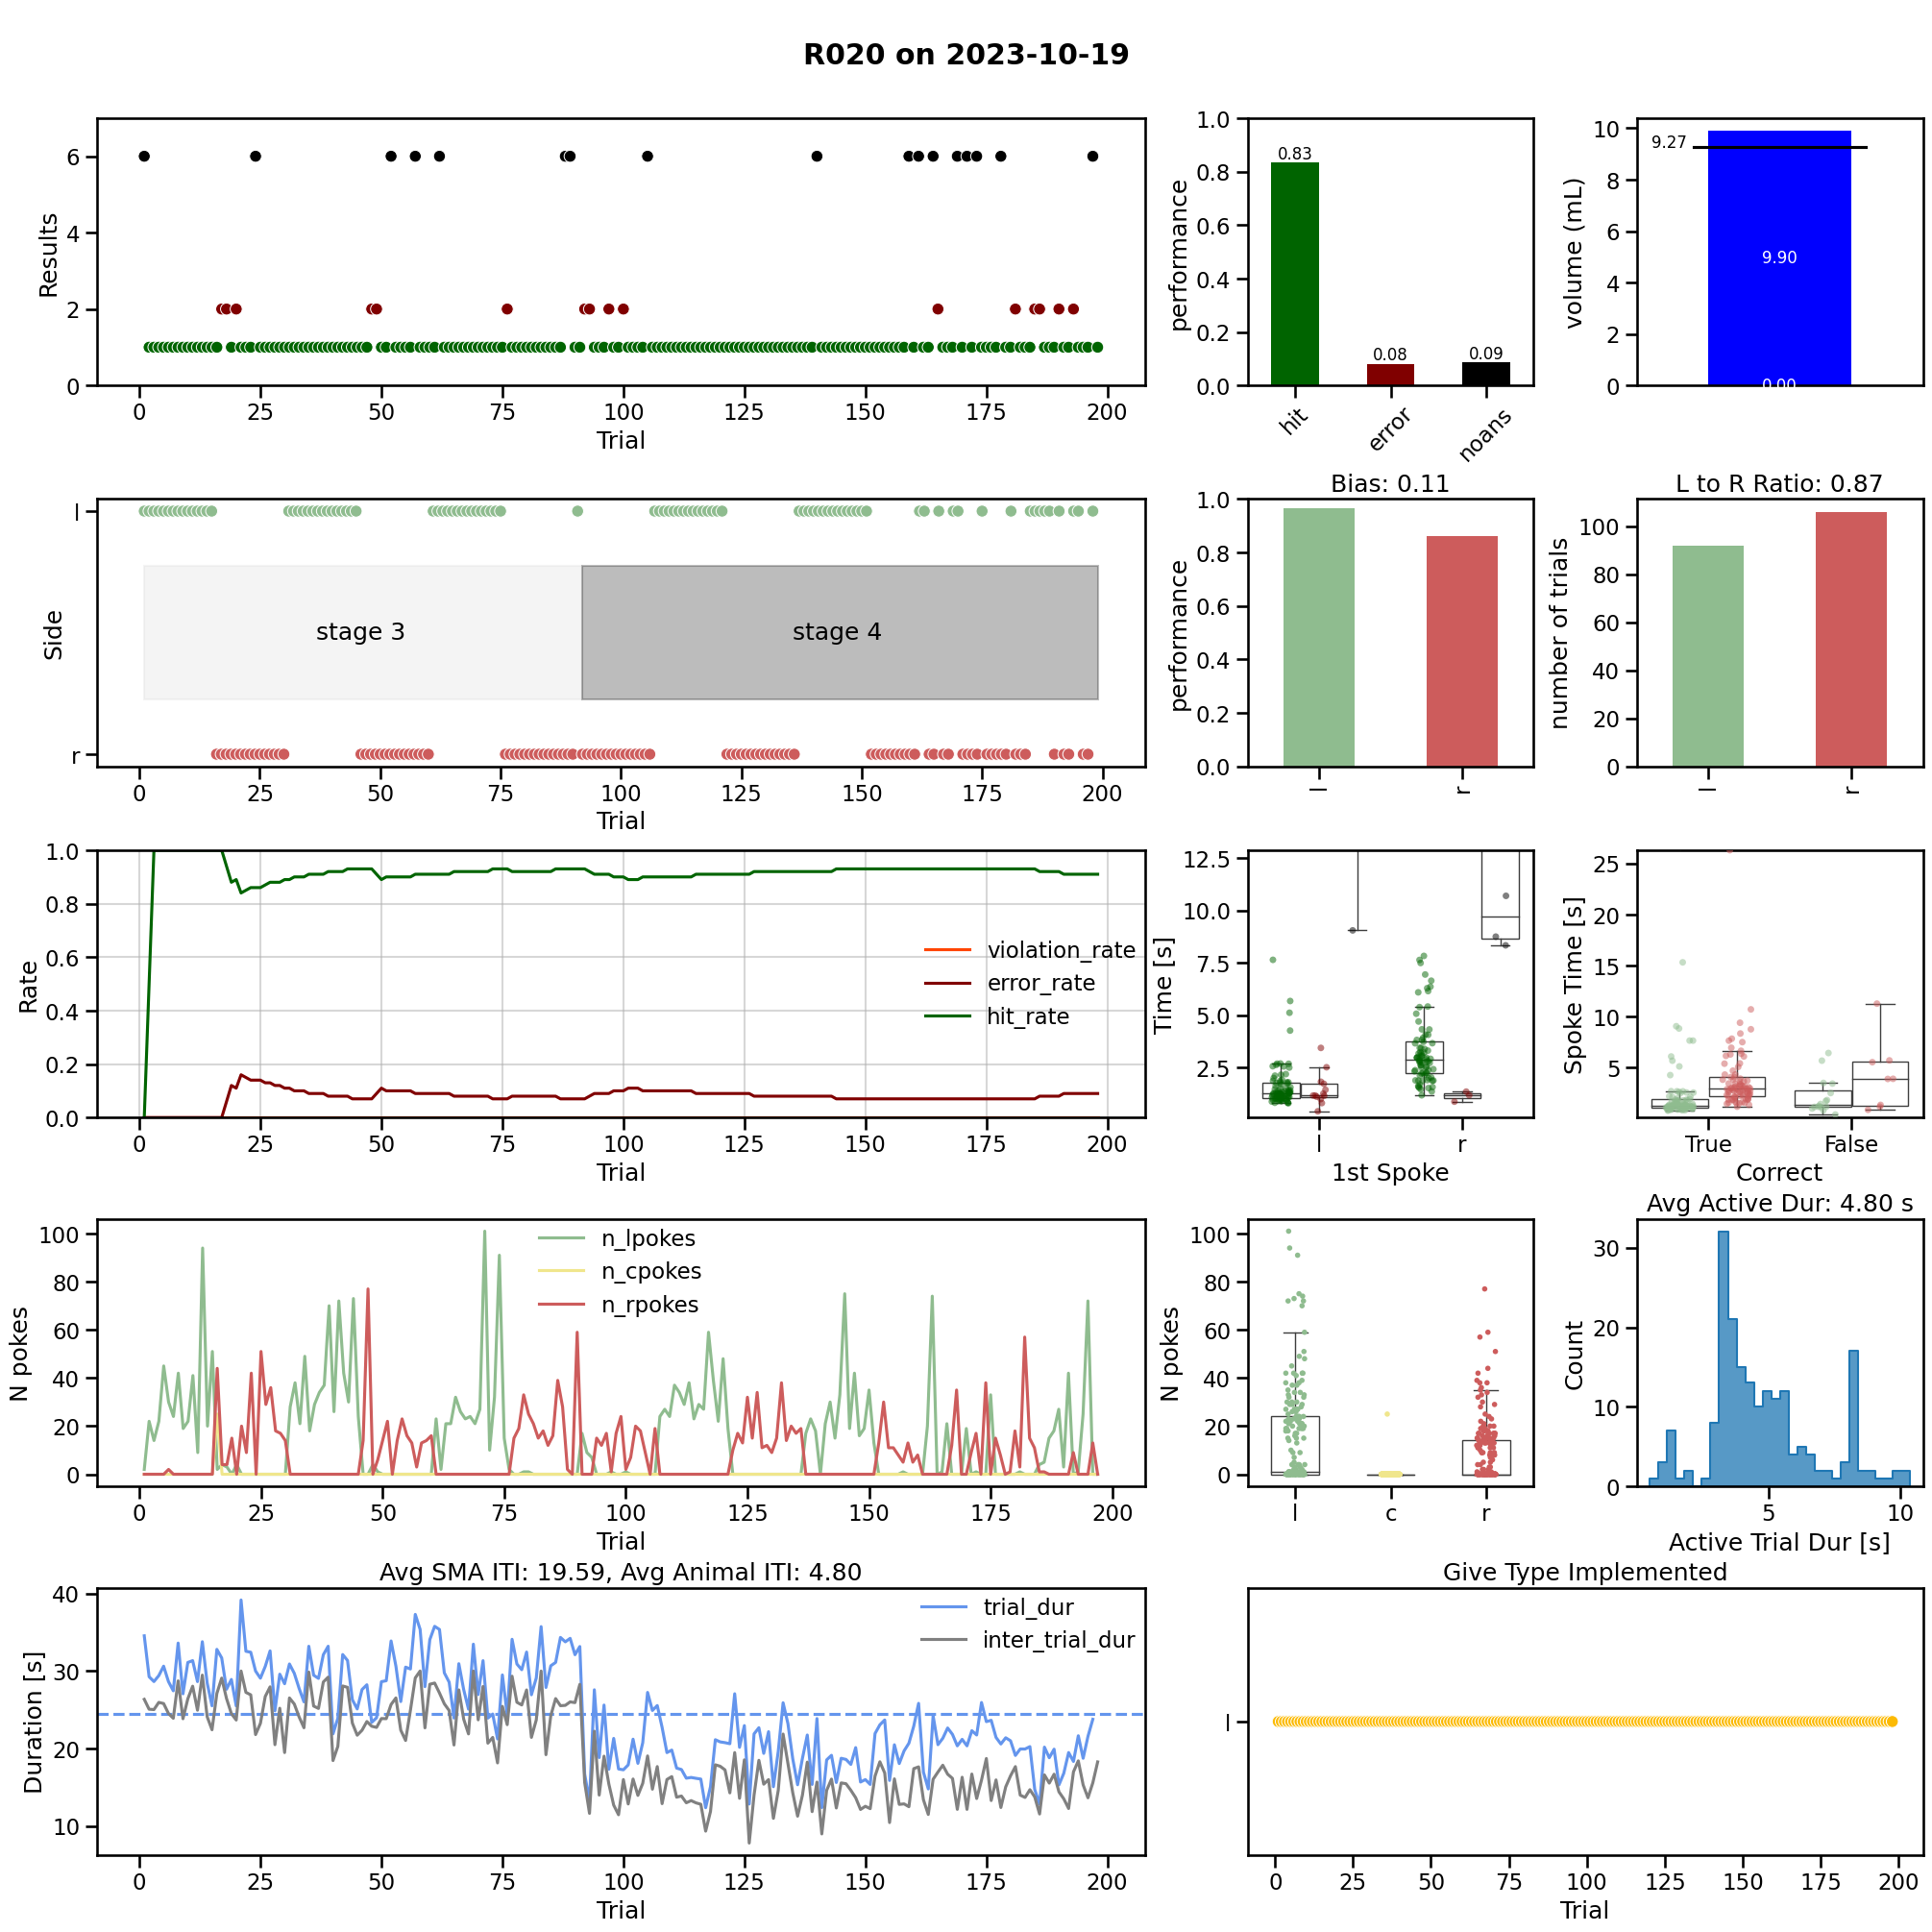 R020 on 2023-10-19
Results
6
4
2
0
0 25 50 75 100 125 150 175 200
Trial
performance
1.0
0.8
0.6
0.4
0.2
0.0
0.83
0.08
0.09
hit error noans
volume (mL)
10
8
6
4
2
0
9.27
9.90
0.00
Side
l
r
stage 3
stage 4
0 25 50 75 100 125 150 175 200
Trial
Bias: 0.11
performance
1.0
0.8
0.6
0.4
0.2
0.0
l r
L to R Ratio: 0.87
number of trials
100
80
60
40
20
0
l r
Rate
1.0
0.8
0.6
0.4
0.2
0.0
violation_rate
error_rate
hit_rate
0 25 50 75 100 125 150 175 200
Trial
Time [s]
12.5
10.0
7.5
5.0
2.5
l r
1st Spoke
Spoke Time [s]
25
20
15
10
5
True False
Correct
N pokes
100
80
60
40
20
0
n_lpokes
n_cpokes
n_rpokes
0 25 50 75 100 125 150 175 200
Trial
N pokes
100
80
60
40
20
0
l c r
Avg Active Dur: 4.80 s
Count
30
20
10
0
5 10
Active Trial Dur [s]
Avg SMA ITI: 19.59, Avg Animal ITI: 4.80
Duration [s]
40
30
20
10
trial_dur
inter_trial_dur
0 25 50 75 100 125 150 175 200
Trial
Give Type Implemented
l
0 25 50 75 100 125 150 175 200
Trial